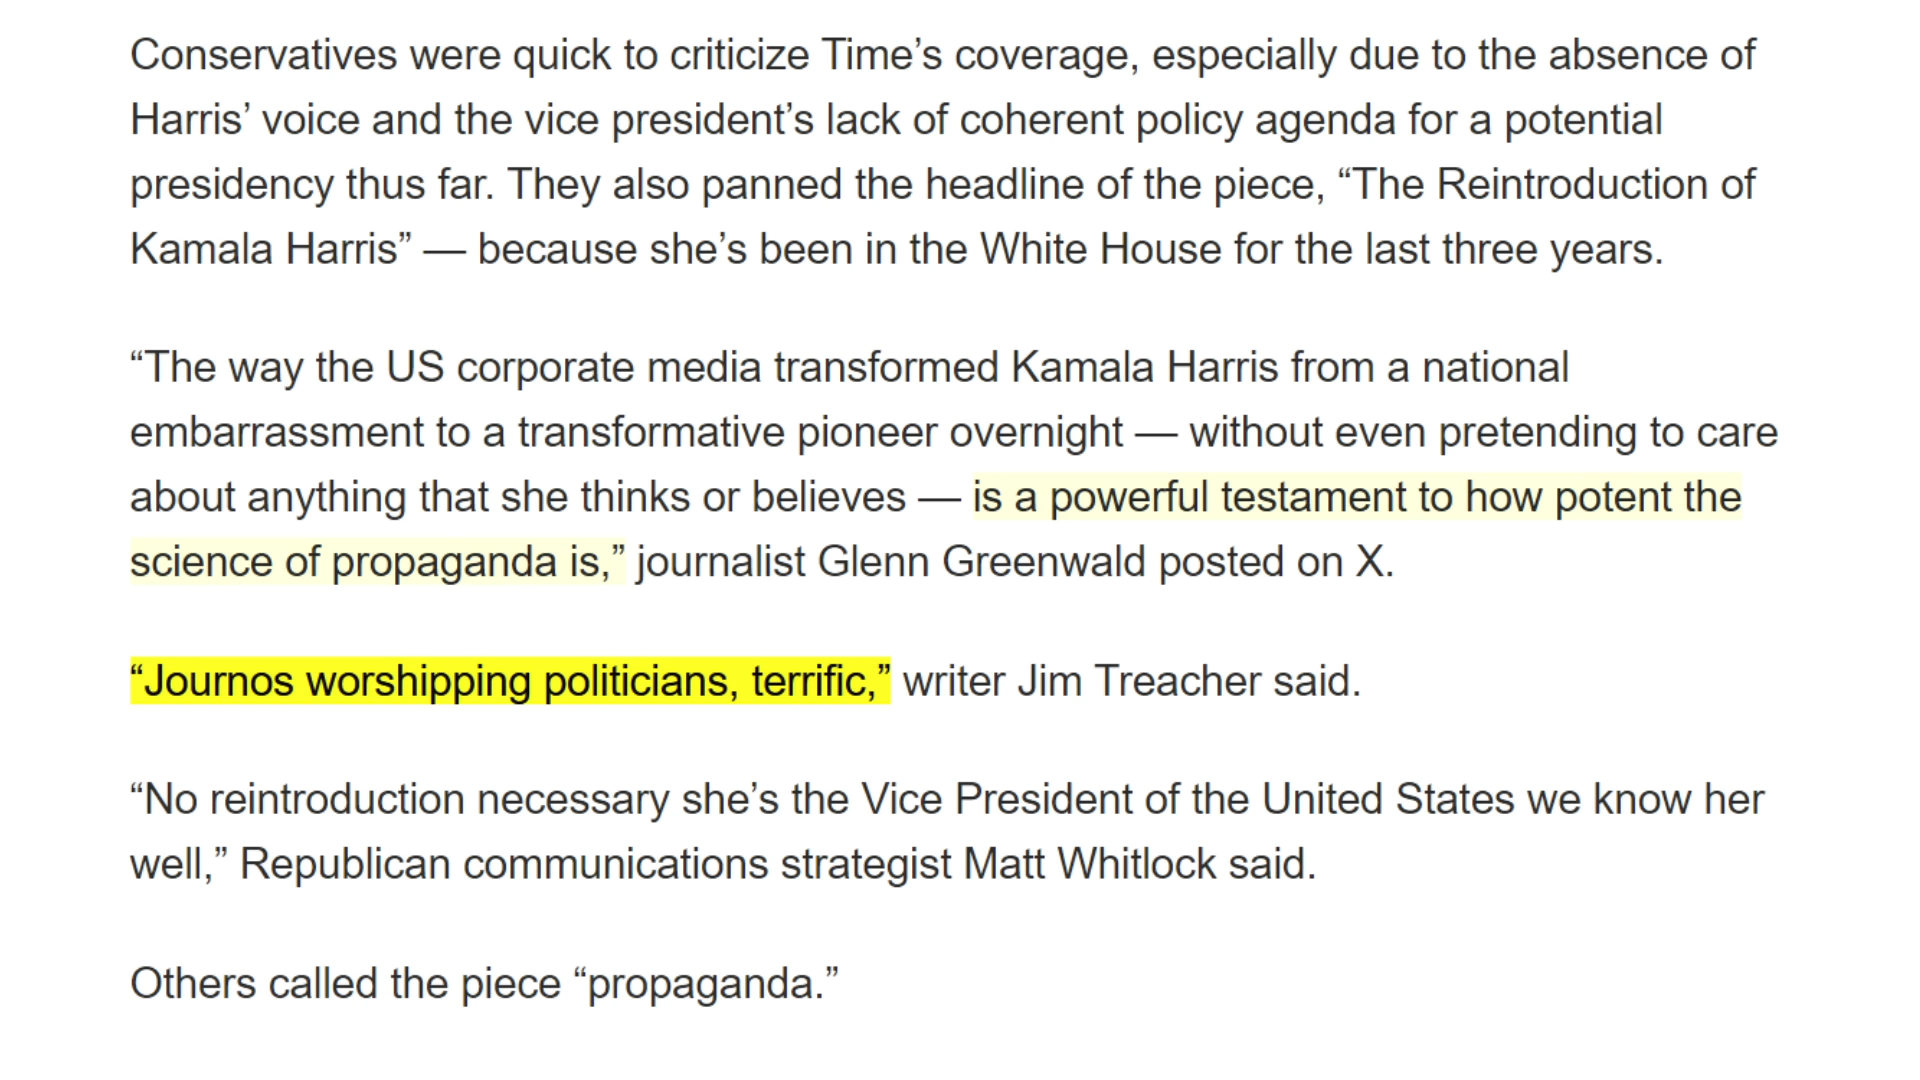 Conservatives were quick to criticize Time’s coverage, especially due to the absence of
Harris’ voice and the vice president’s lack of coherent policy agenda for a potential
presidency thus far. They also panned the headline of the piece, “The Reintroduction of
Kamala Harris” — because she’s been in the White House for the last three years.
“The way the US corporate media transformed Kamala Harris from a national
embarrassment to a transformative pioneer overnight — without even pretending to care
about anything that she thinks or believes — is a powerful testament to how potent the
science of propaganda is,” journalist Glenn Greenwald posted on X.
“Journos worshipping politicians, terrific,” writer Jim Treacher said.
“No reintroduction necessary she’s the Vice President of the United States we know her
well,” Republican communications strategist Matt Whitlock said.
Others called the piece “propaganda.”